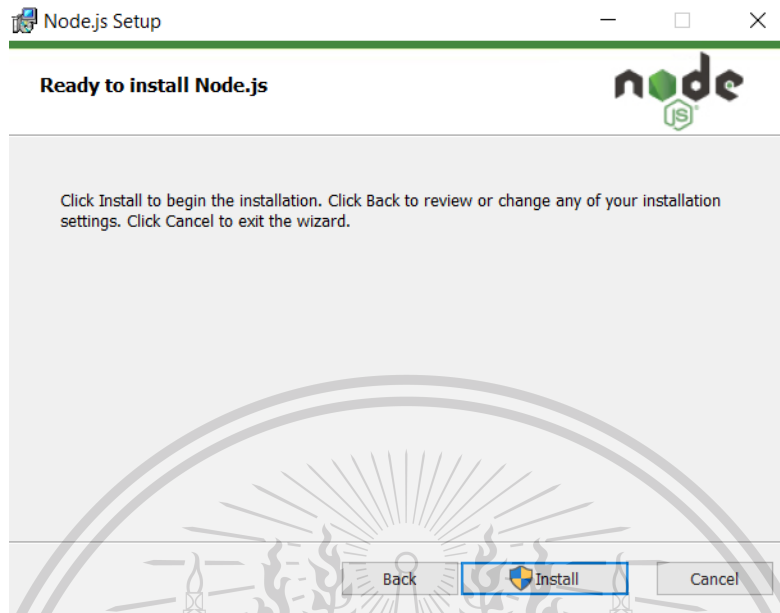 Node.js Setup
Ready to install Node.js
node
JS
Click Install to begin the installation. Click Back to review or change any of your installation
settings. Click Cancel to exit the wizard.
Back
Install
Cancel